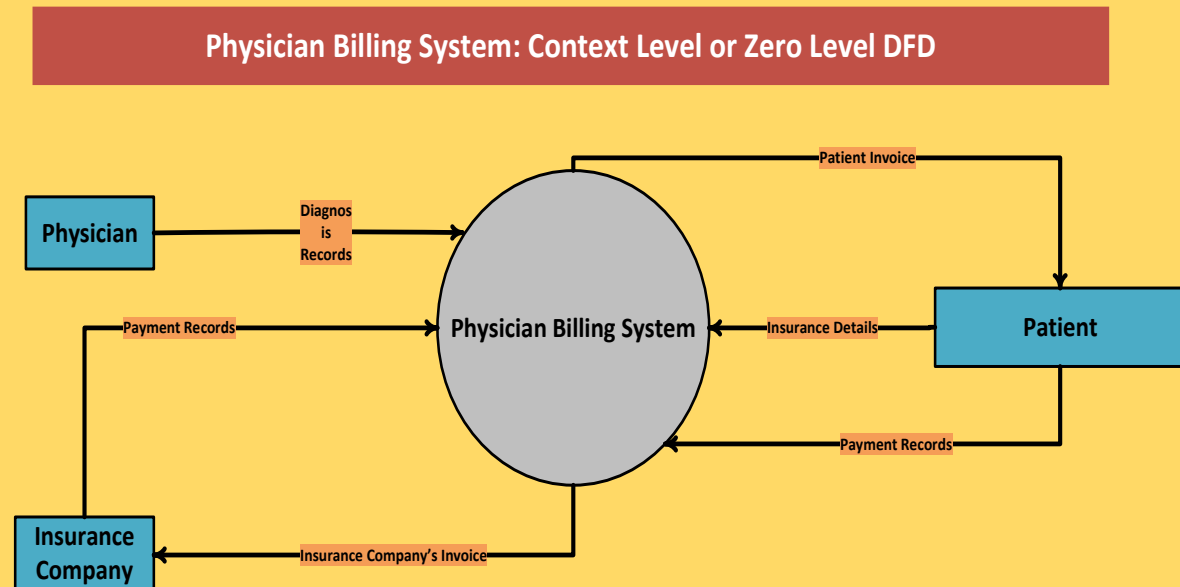 Physician Billing System: Context Level or Zero Level DFD
Patient Invoice
Physician
Diagnos
is
Records
Payment Records
Physician Billing System
Insurance Details
Patient
Payment Records
Insurance
Company
Insurance Company's Invoice